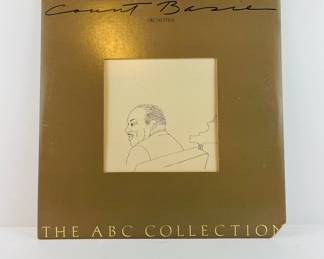 Count Basie
ORCHESTRA
THE ABC COLLECTION